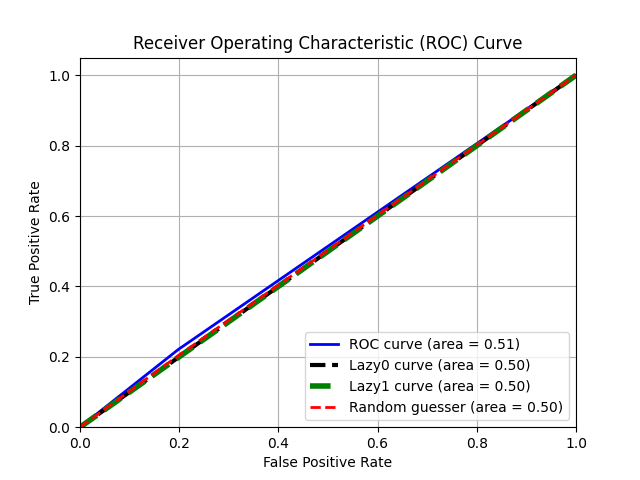 Receiver Operating Characteristic (ROC) Curve
True Positive Rate
1.0
0.8
0.6
0.4
0.2
0.0
ROC curve (area = 0.51)
Lazy0 curve (area = 0.50)
Lazy1 curve (area = 0.50)
Random guesser (area = 0.50)
0.0 0.2 0.4 0.6 0.8 1.0
False Positive Rate